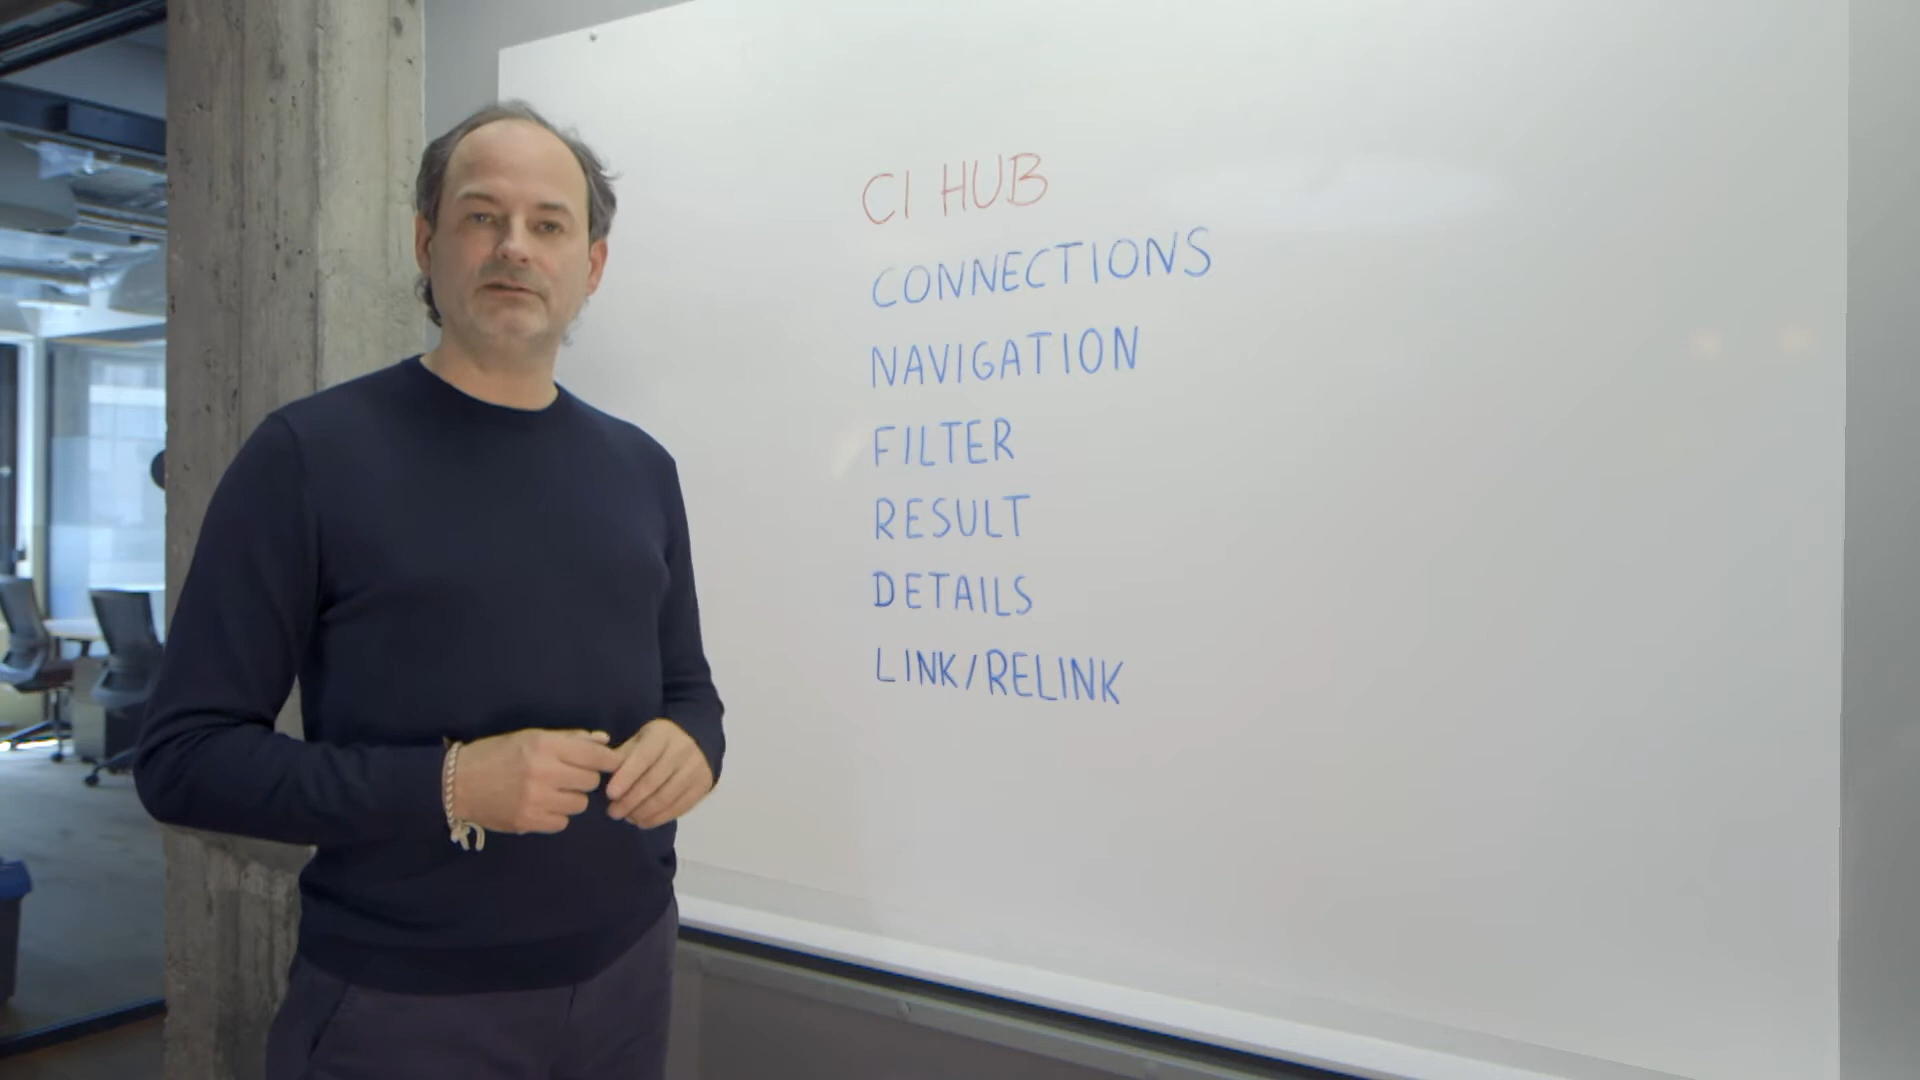 CI HUB
CONNECTIONS
NAVIGATION
FILTER
RESULT
DETAILS
LINK/RELINK